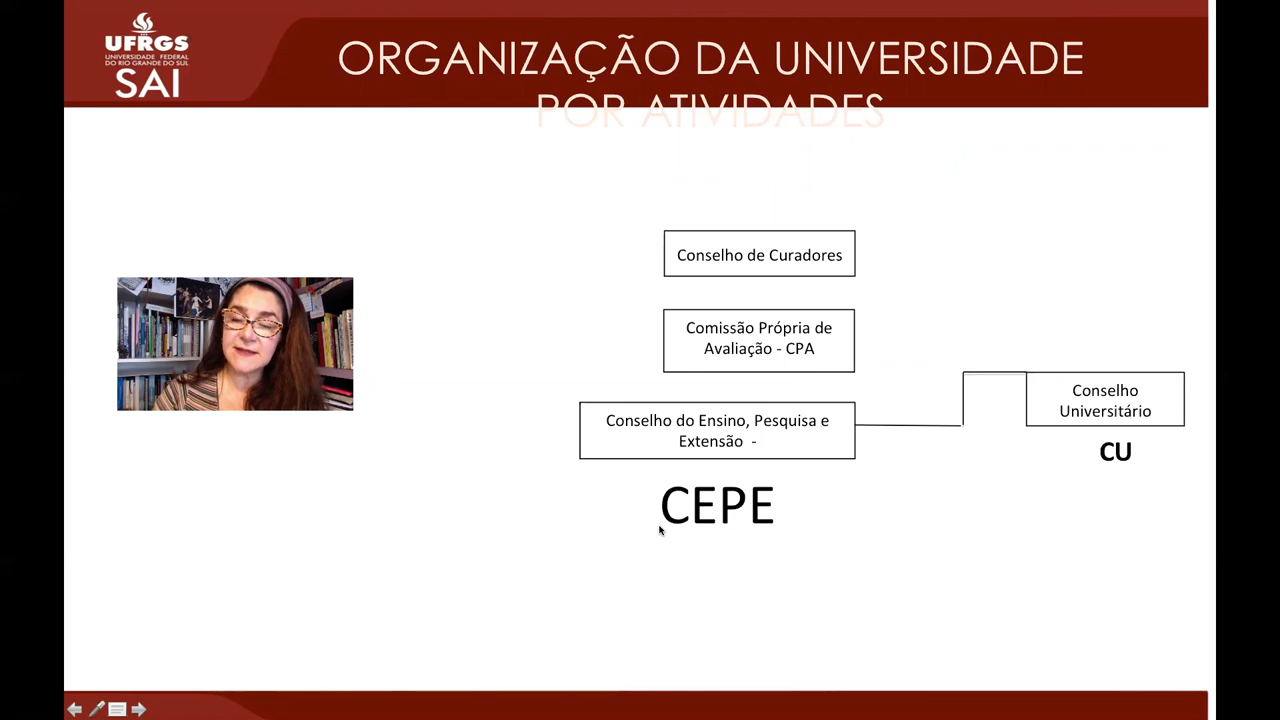 UFRGS
UNIVERSIDADE FEDERAL
DO RIO GRANDE DO SUL
SAI
ORGANIZAÇÃO DA UNIVERSIDADE
POR ATIVIDADES
Conselho de Curadores
Comissão Própria de
Avaliação - CPA
Conselho do Ensino, Pesquisa e
Extensão -
CEPE
Conselho
Universitário
CU